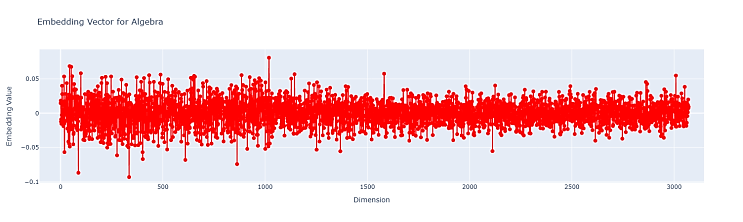 Embedding Vector for Algebra
Embedding Value
0.05
0
−0.05
−0.1
0 500 1000 1500 2000 2500 3000
Dimension